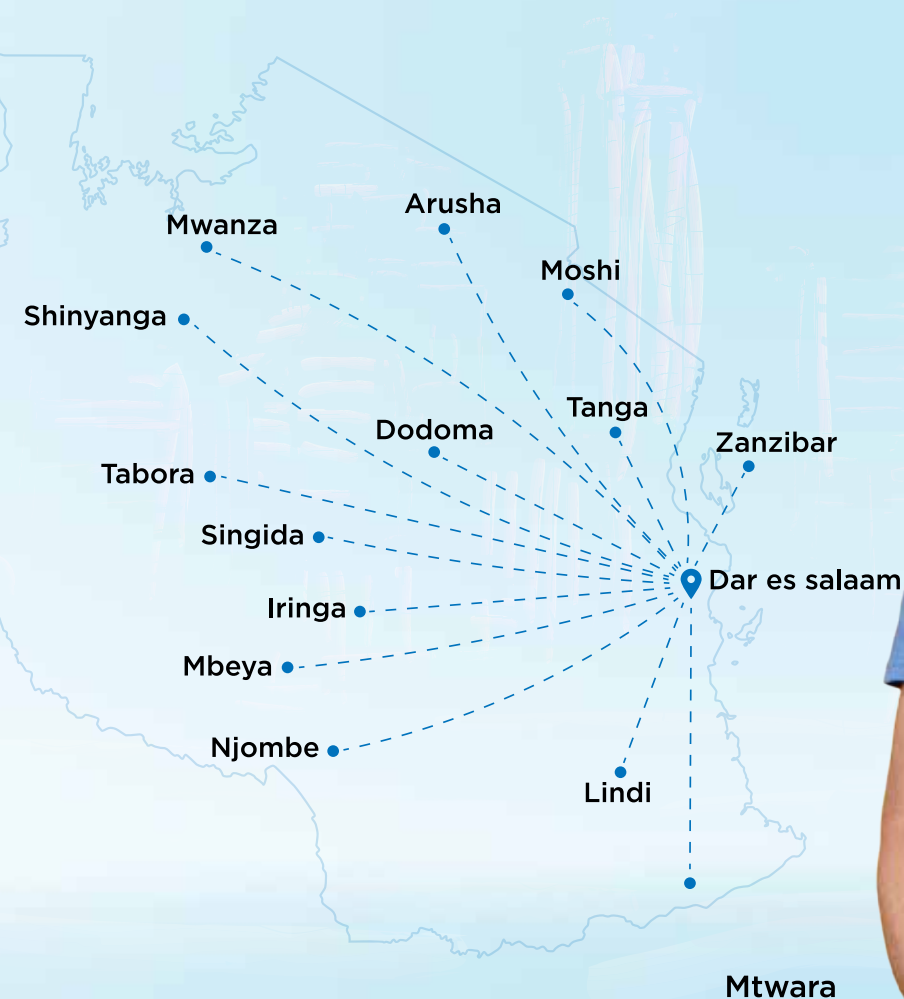 Arusha
Mwanza
Moshi
Shinyanga
Tanga
Dodoma
Zanzibar
Tabora
Singida
Dar es salaam
Iringa
Mbeya
Njombe
Lindi
Mtwara